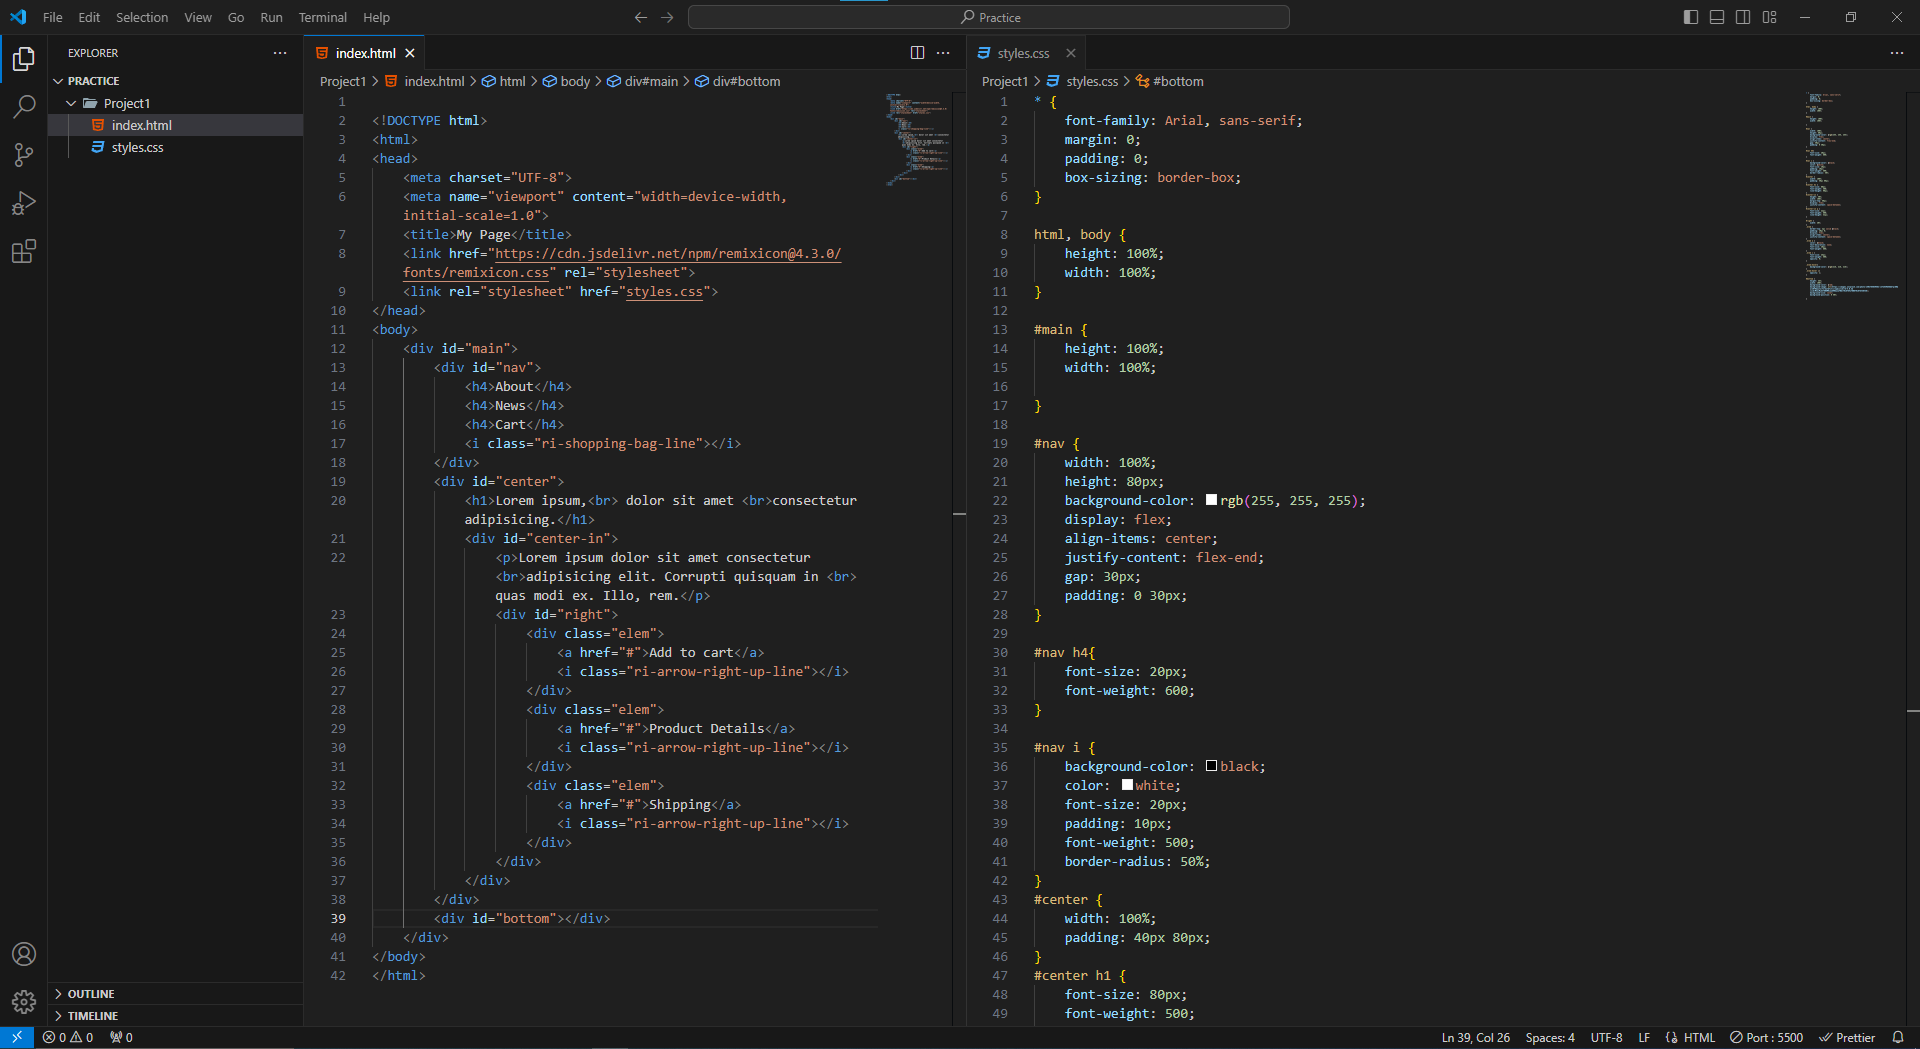 File Edit Selection View Go Run Terminal Help
Practice
EXPLORER
PRACTICE
Project1
index.html
styles.css
OUTLINE
TIMELINE
index.html
Project1 > index.html > html > body > div#main > div#bottom
1
2 <!DOCTYPE html>
3 <html>
4 <head>
5 <meta charset="UTF-8">
6 <meta name="viewport" content="width=device-width,
initial-scale=1.0">
7 <title>My Page</title>
8 <link href="https://cdn.jsdelivr.net/npm/remixicon@4.3.0/
fonts/remixicon.css" rel="stylesheet">
9 <link rel="stylesheet" href="styles.css">
10 </head>
11 <body>
12 <div id="main">
13 <div id="nav">
14 <h4>About</h4>
15 <h4>News</h4>
16 <h4>Cart</h4>
17 <i class="ri-shopping-bag-line"></i>
18 </div>
19 <div id="center">
20 <h1>Lorem ipsum,<br> dolor sit amet <br>consectetur
adipisicing.</h1>
21 <div id="center-in">
22 <p>Lorem ipsum dolor sit amet consectetur
<br>adipisicing elit. Corrupti quisquam in <br>
quas modi ex. Illo, rem.</p>
23 <div id="right">
24 <div class="elem">
25 <a href="#">Add to cart</a>
26 <i class="ri-arrow-right-up-line"></i>
27 </div>
28 <div class="elem">
29 <a href="#">Product Details</a>
30 <i class="ri-arrow-right-up-line"></i>
31 </div>
32 <div class="elem">
33 <a href="#">Shipping</a>
34 <i class="ri-arrow-right-up-line"></i>
35 </div>
36 </div>
37 </div>
38 </div>
39 <div id="bottom"></div>
40 </div>
41 </body>
42 </html>
styles.css
Project1 > styles.css > #bottom
1 * {
2 font-family: Arial, sans-serif;
3 margin: 0;
4 padding: 0;
5 box-sizing: border-box;
6 }
7
8 html, body {
9 height: 100%;
10 width: 100%;
11 }
12
13 #main {
14 height: 100%;
15 width: 100%;
16
17 }
18
19 #nav {
20 width: 100%;
21 height: 80px;
22 background-color: rgb(255, 255, 255);
23 display: flex;
24 align-items: center;
25 justify-content: flex-end;
26 gap: 30px;
27 padding: 0 30px;
28 }
29
30 #nav h4{
31 font-size: 20px;
32 font-weight: 600;
33 }
34
35 #nav i {
36 background-color: black;
37 color: white;
38 font-size: 20px;
39 padding: 10px;
40 font-weight: 500;
41 border-radius: 50%;
42 }
43 #center {
44 width: 100%;
45 padding: 40px 80px;
46 }
47 #center h1 {
48 font-size: 80px;
49 font-weight: 500;
0 0 0 Ln 39, Col 26 Spaces: 4 UTF-8 LF HTML Port : 5500 Prettier